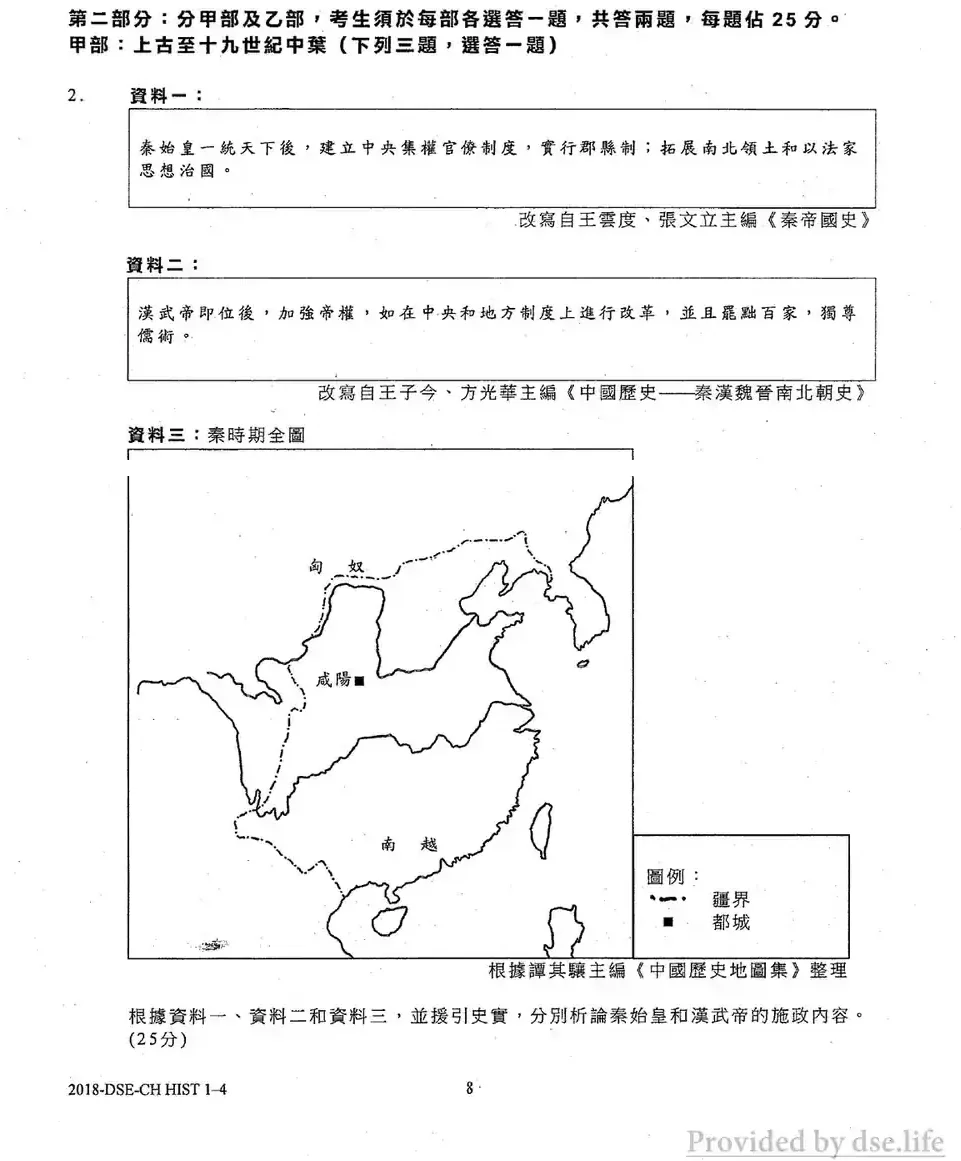 第二部分：分甲部及乙部，考生須於每部各選答一題，共答兩題，每題佔 25 分。
甲部：上古至十九世紀中葉（下列三題，選答一題）
2. 資料一：
秦始皇一統天下後，建立中央集權官僚制度，實行郡縣制；拓展南北領土和以法家
思想治國。
改寫自王雲度、張文立主編《秦帝國史》
資料二：
漢武帝即位後，加強帝權，如在中央和地方制度上進行改革，並且罷黜百家，獨尊
儒術。
改寫自王子今、方光華主編《中國歷史——秦漢魏晉南北朝史》
資料三：秦時期全圖
匈 奴
咸陽
南 越
圖例：
疆界
都城
根據譚其驤主編《中國歷史地圖集》整理
根據資料一、資料二和資料三，並援引史實，分別析論秦始皇和漢武帝的施政內容。
(25分)
2018-DSE-CH HIST 1–4
8
Provided by dse.life